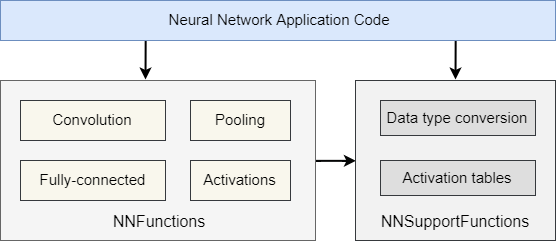 Neural Network Application Code
Convolution
Pooling
Fully-connected
Activations
NNFunctions
Data type conversion
Activation tables
NNSupportFunctions